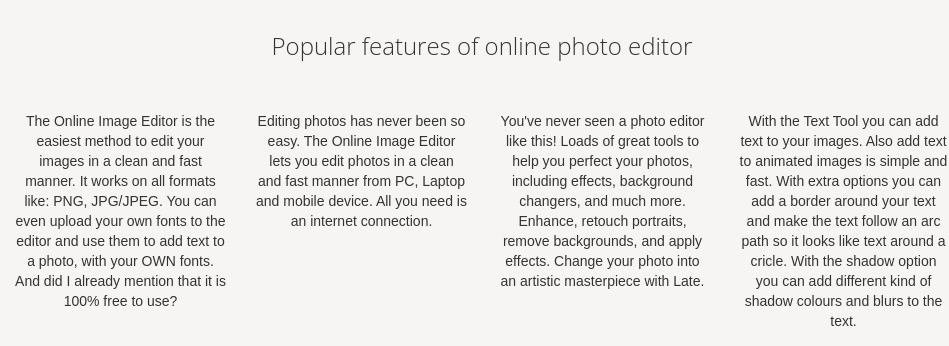 Popular features of online photo editor
The Online Image Editor is the
easiest method to edit your
images in a clean and fast
manner. It works on all formats
like: PNG, JPG/JPEG. You can
even upload your own fonts to the
editor and use them to add text to
a photo, with your OWN fonts.
And did I already mention that it is
100% free to use?
Editing photos has never been so
easy. The Online Image Editor
lets you edit photos in a clean
and fast manner from PC, Laptop
and mobile device. All you need is
an internet connection.
You've never seen a photo editor
like this! Loads of great tools to
help you perfect your photos,
including effects, background
changers, and much more.
Enhance, retouch portraits,
remove backgrounds, and apply
effects. Change your photo into
an artistic masterpiece with Late.
With the Text Tool you can add
text to your images. Also add text
to animated images is simple and
fast. With extra options you can
add a border around your text
and make the text follow an arc
path so it looks like text around a
cricle. With the shadow option
you can add different kind of
shadow colours and blurs to the
text.